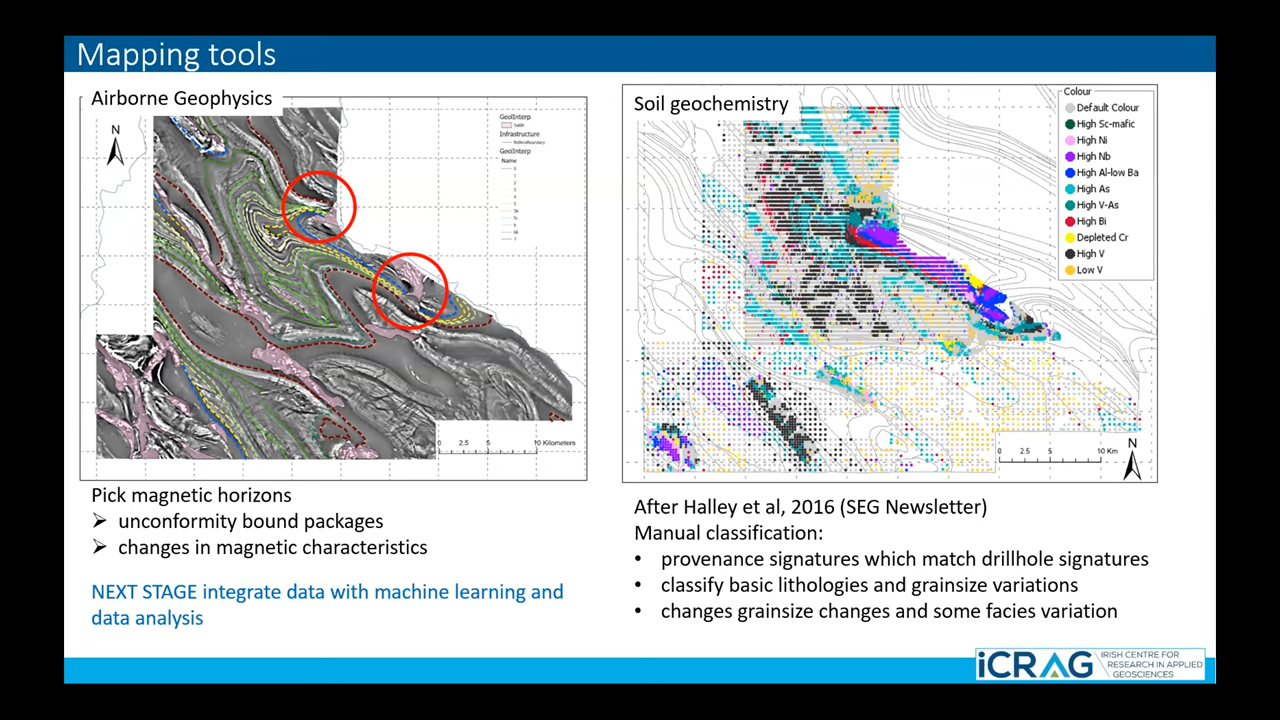 Mapping tools
Airborne Geophysics
N
GeoInterp
Infrastructure
PoliticalBoundary
GeoInterp
Name
0 2.5 5 10 Kilometers
Pick magnetic horizons
➢ unconformity bound packages
➢ changes in magnetic characteristics
NEXT STAGE integrate data with machine learning and
data analysis
Soil geochemistry
Colour
Default Colour
High Sc-mafic
High Ni
High Nb
High Al-low Ba
High As
High V-As
High Bi
Depleted Cr
High V
Low V
N
0 2.5 5 10 Km
After Halley et al, 2016 (SEG Newsletter)
Manual classification:
• provenance signatures which match drillhole signatures
• classify basic lithologies and grainsize variations
• changes grainsize changes and some facies variation
iCRAG
IRISH CENTRE FOR
RESEARCH IN APPLIED
GEOSCIENCES